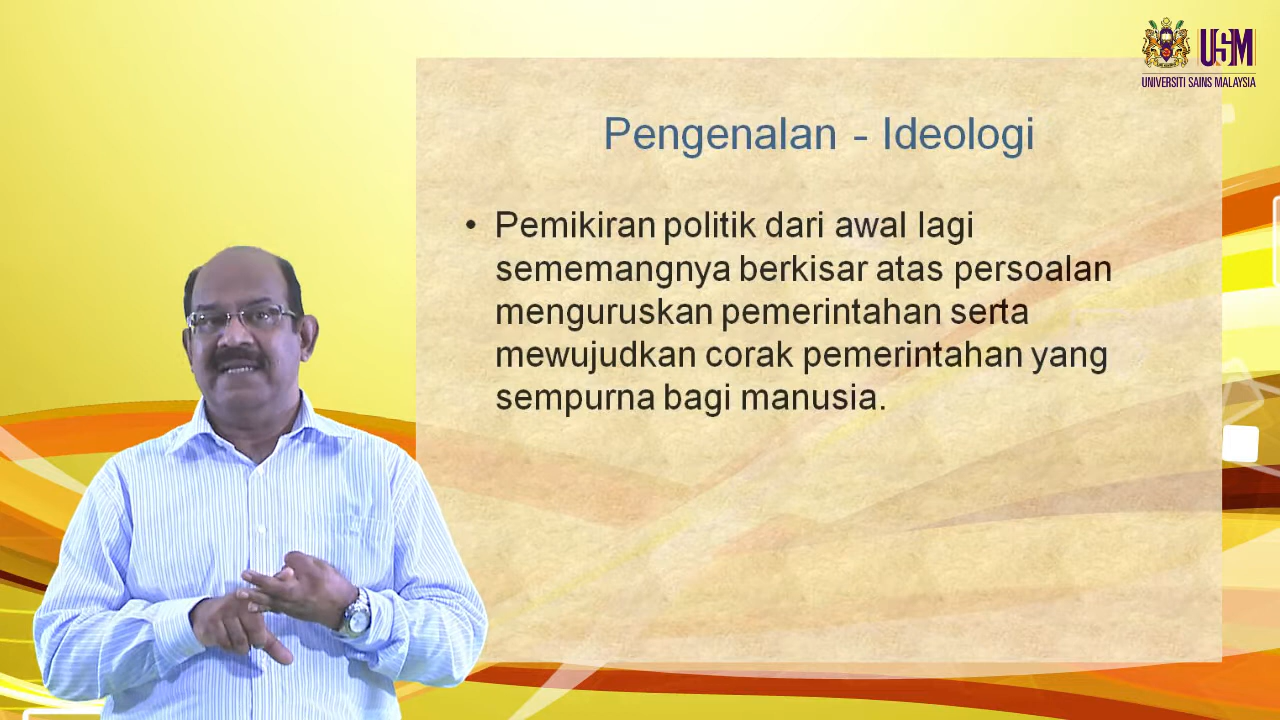 USM
UNIVERSITI SAINS MALAYSIA
Pengenalan - Ideologi
• Pemikiran politik dari awal lagi
sememangnya berkisar atas persoalan
menguruskan pemerintahan serta
mewujudkan corak pemerintahan yang
sempurna bagi manusia.